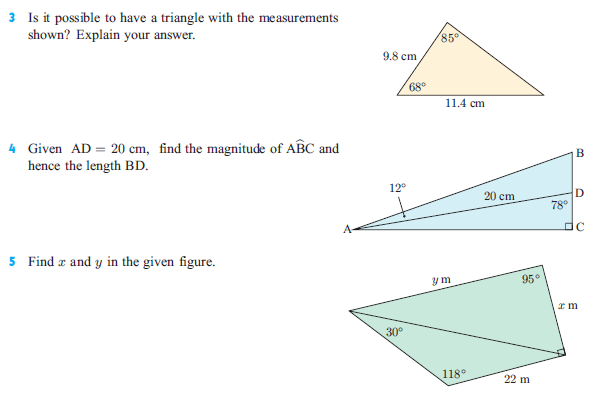 3 Is it possible to have a triangle with the measurements
shown? Explain your answer.
85°
9.8 cm
68°
11.4 cm
4 Given AD = 20 cm, find the magnitude of AB̂C and
hence the length BD.
B
12°
20 cm
D
78°
A
C
5 Find x and y in the given figure.
y m
95°
x m
30°
118°
22 m